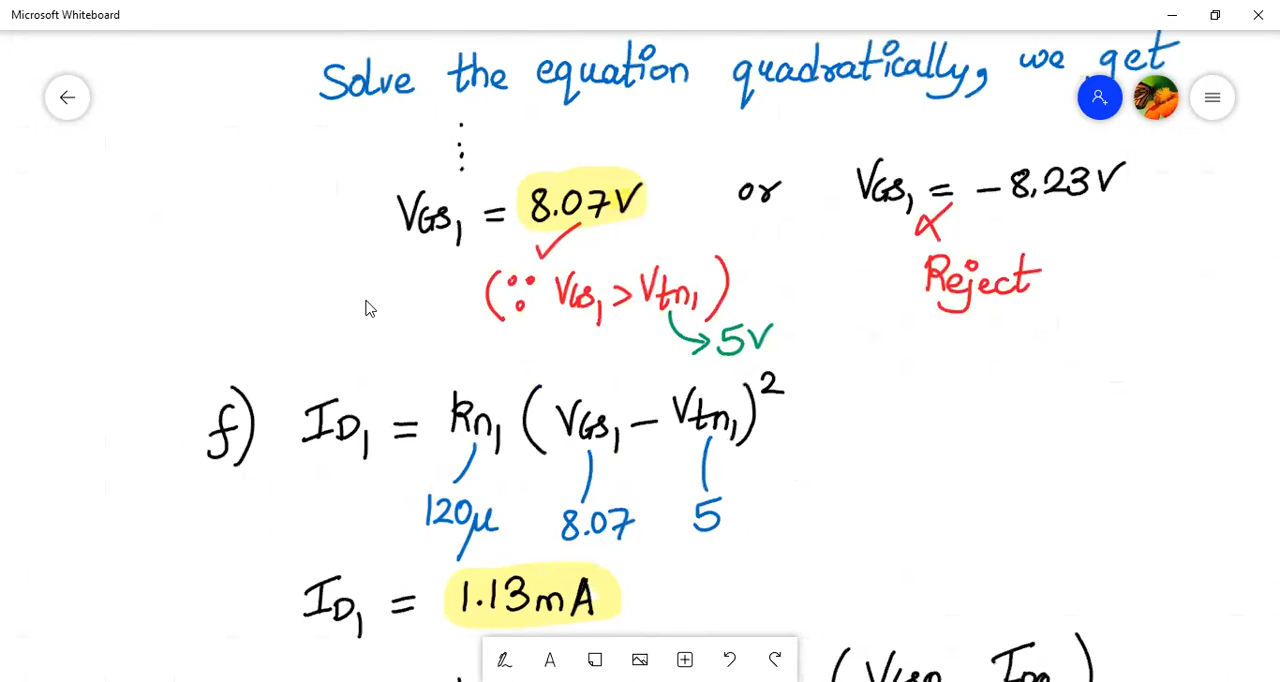 Microsoft Whiteboard
Solve the equation quadratically, we get
VGS1 = 8.07V or VGS1 = -8.23V
Reject
(∵ VGS1 > Vtn1)
5V
f) ID1 = kn1 (VGS1 - Vtn1)²
120μ 8.07 5
ID1 = 1.13mA